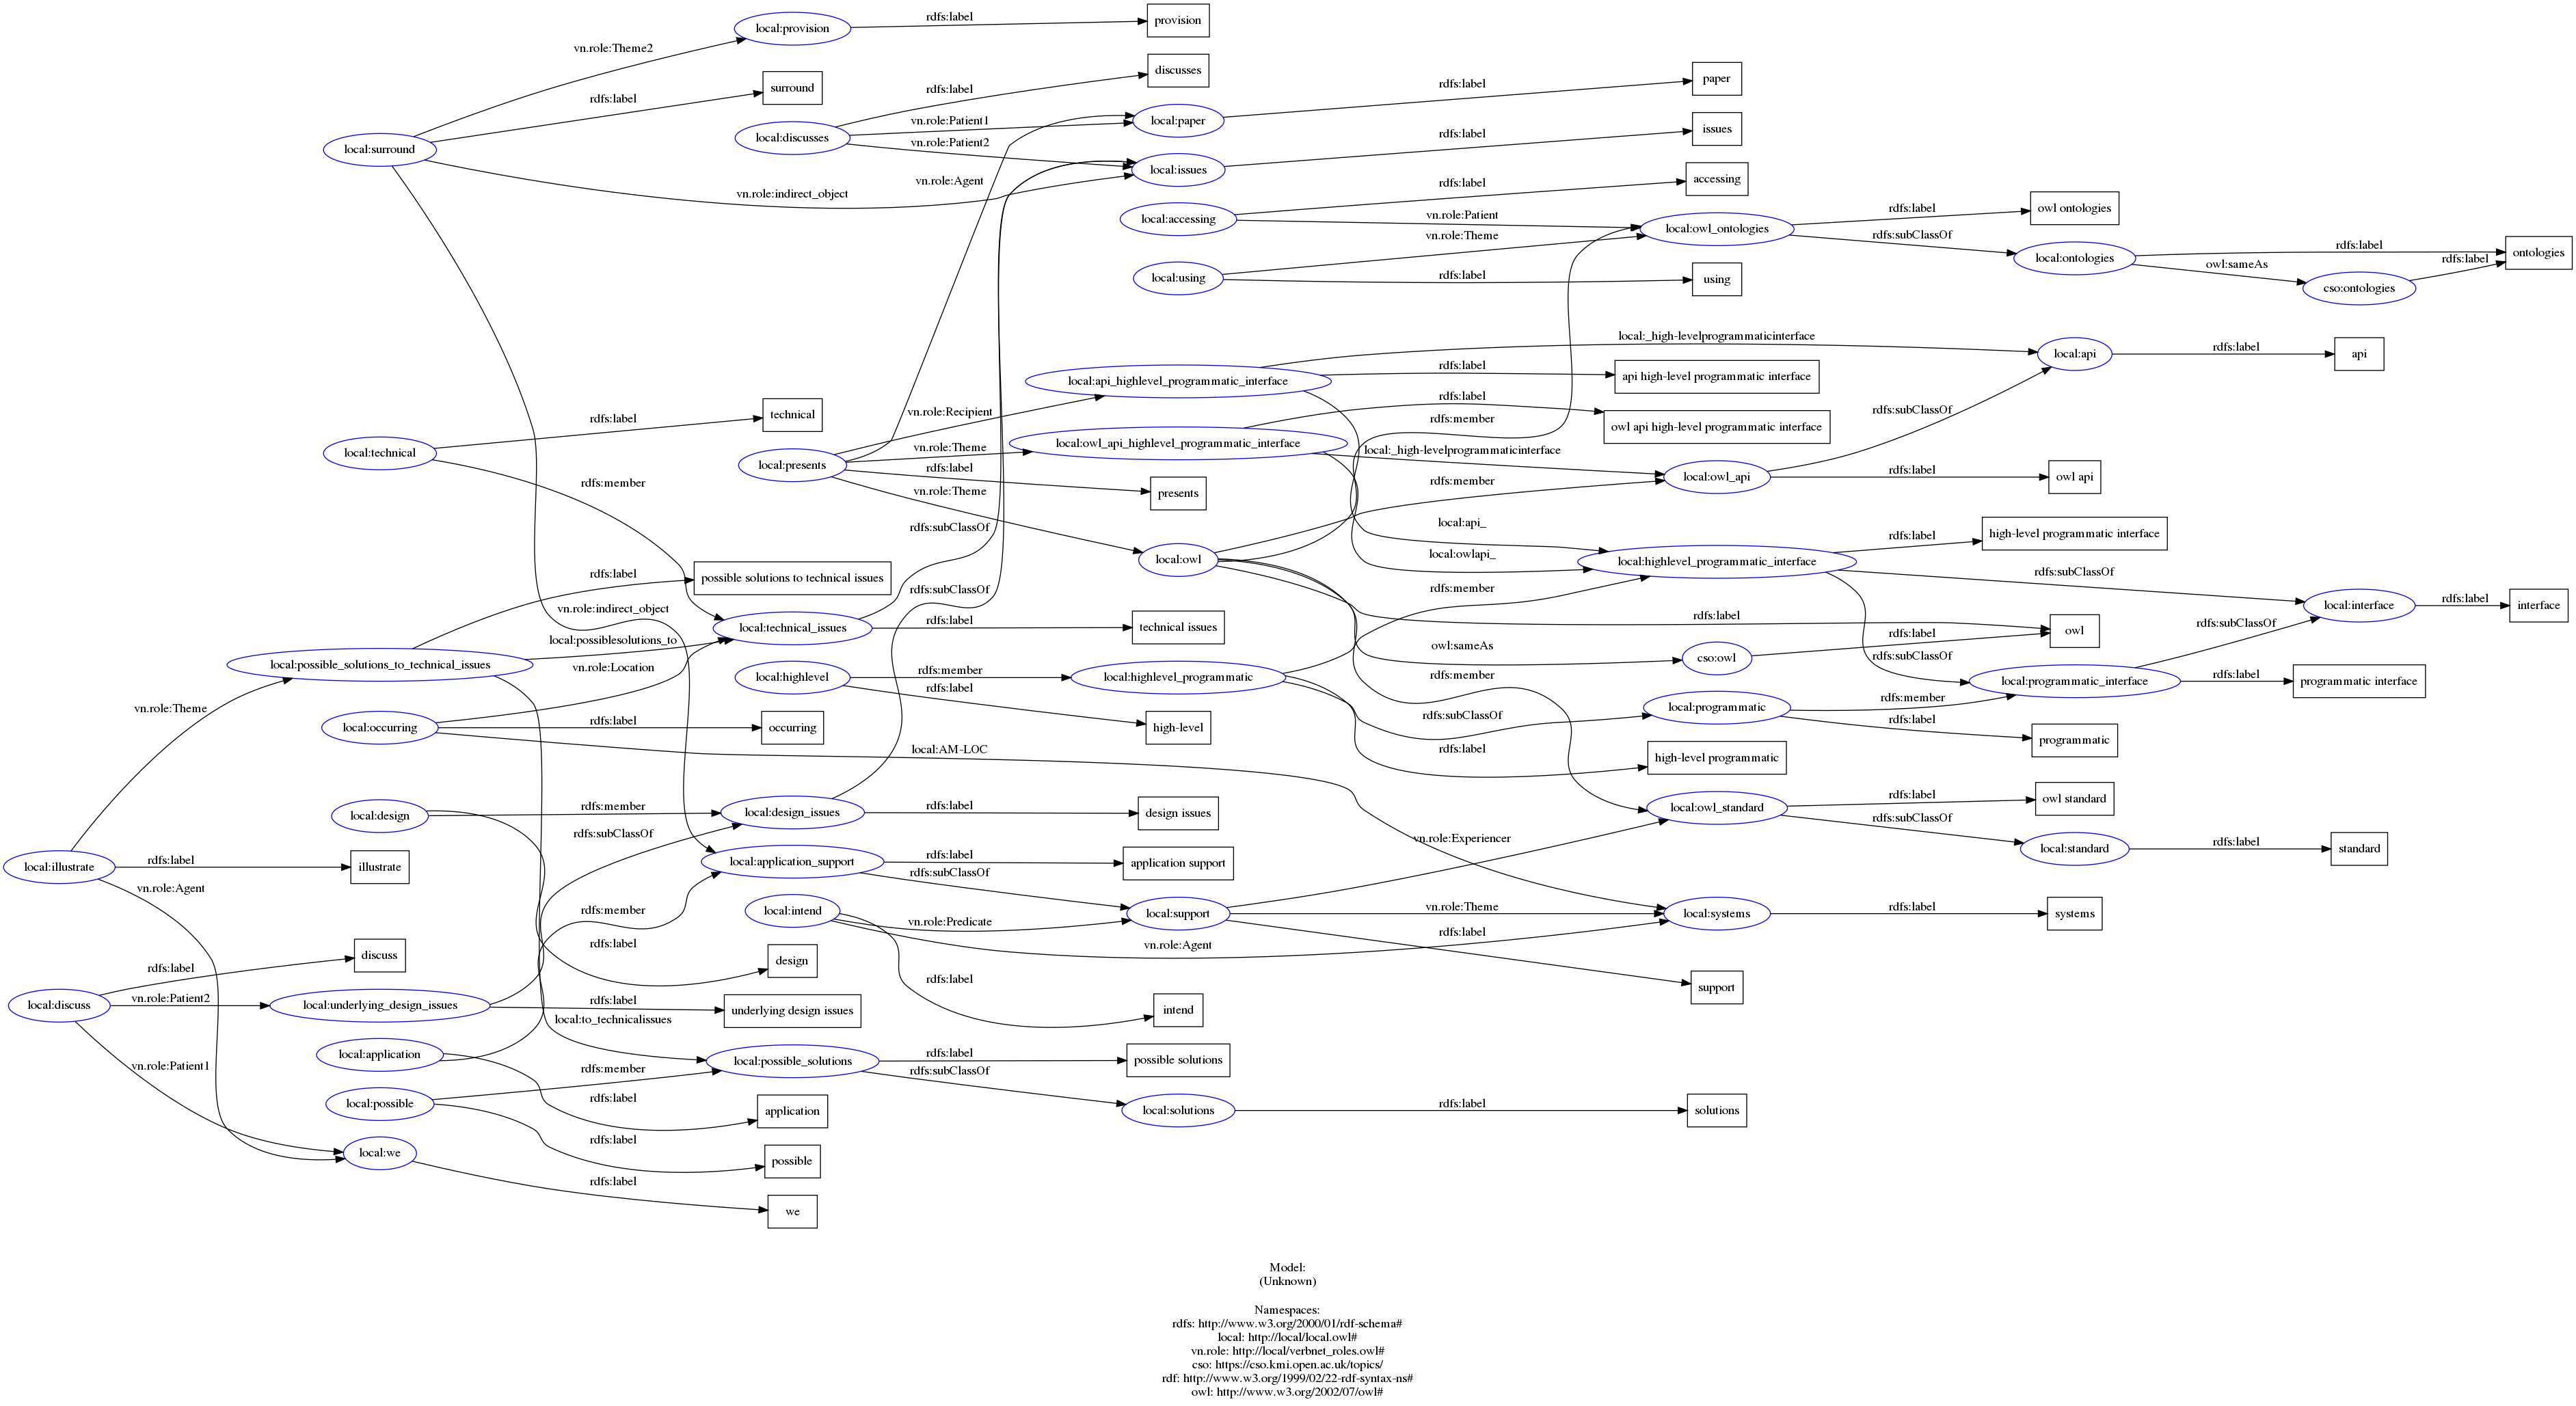 local:provision
rdfs:label
provision
vn.role:Theme2
surround
rdfs:label
local:surround
vn.role:indirect_object
vn.role:indirect_object
local:discusses
rdfs:label
discusses
vn.role:Patient1
vn.role:Patient2
vn.role:Agent
local:paper
rdfs:label
paper
local:issues
rdfs:label
issues
local:accessing
rdfs:label
accessing
vn.role:Patient
vn.role:Theme
local:using
rdfs:label
using
local:owl_ontologies
rdfs:label
owl ontologies
rdfs:subClassOf
local:ontologies
rdfs:label
ontologies
owl:sameAs
cso:ontologies
rdfs:label
local:_high-levelprogrammaticinterface
local:api
rdfs:label
api
local:api_highlevel_programmatic_interface
rdfs:label
api high-level programmatic interface
rdfs:label
owl api high-level programmatic interface
rdfs:member
rdfs:subClassOf
local:technical
rdfs:label
technical
rdfs:member
local:presents
vn.role:Recipient
vn.role:Theme
rdfs:label
presents
vn.role:Theme
local:owl_api_highlevel_programmatic_interface
local:_high-levelprogrammaticinterface
local:owl_api
rdfs:label
owl api
rdfs:member
local:api_
local:owlapi_
rdfs:subClassOf
rdfs:subClassOf
local:owl
local:highlevel_programmatic_interface
rdfs:label
high-level programmatic interface
rdfs:subClassOf
local:interface
rdfs:label
interface
rdfs:member
rdfs:label
owl
owl:sameAs
cso:owl
rdfs:label
rdfs:subClassOf
rdfs:subClassOf
rdfs:label
possible solutions to technical issues
local:technical_issues
rdfs:label
technical issues
local:possible_solutions_to_technical_issues
local:possiblesolutions_to
vn.role:Location
vn.role:Theme
local:highlevel
rdfs:member
rdfs:label
high-level
local:highlevel_programmatic
rdfs:member
rdfs:subClassOf
rdfs:label
high-level programmatic
local:programmatic_interface
rdfs:label
programmatic interface
local:programmatic
rdfs:member
rdfs:label
programmatic
local:occurring
rdfs:label
occurring
local:AM-LOC
local:design
rdfs:member
rdfs:subClassOf
local:design_issues
rdfs:label
design issues
local:owl_standard
rdfs:label
owl standard
rdfs:subClassOf
local:standard
rdfs:label
standard
vn.role:Experiencer
local:illustrate
rdfs:label
illustrate
vn.role:Agent
local:application_support
rdfs:label
application support
rdfs:subClassOf
rdfs:member
local:intend
vn.role:Predicate
vn.role:Agent
rdfs:label
intend
local:support
vn.role:Theme
rdfs:label
support
local:systems
rdfs:label
systems
rdfs:label
design
rdfs:label
discuss
local:discuss
vn.role:Patient2
vn.role:Patient1
local:underlying_design_issues
rdfs:label
underlying design issues
local:to_technicalissues
local:application
rdfs:label
application
local:possible_solutions
rdfs:label
possible solutions
rdfs:subClassOf
local:possible
rdfs:member
rdfs:label
possible
local:solutions
rdfs:label
solutions
local:we
rdfs:label
we
Model:
(Unknown)
Namespaces:
rdfs: http://www.w3.org/2000/01/rdf-schema#
local: http://local/local.owl#
vn.role: http://local/verbnet_roles.owl#
cso: https://cso.kmi.open.ac.uk/topics/
rdf: http://www.w3.org/1999/02/22-rdf-syntax-ns#
owl: http://www.w3.org/2002/07/owl#